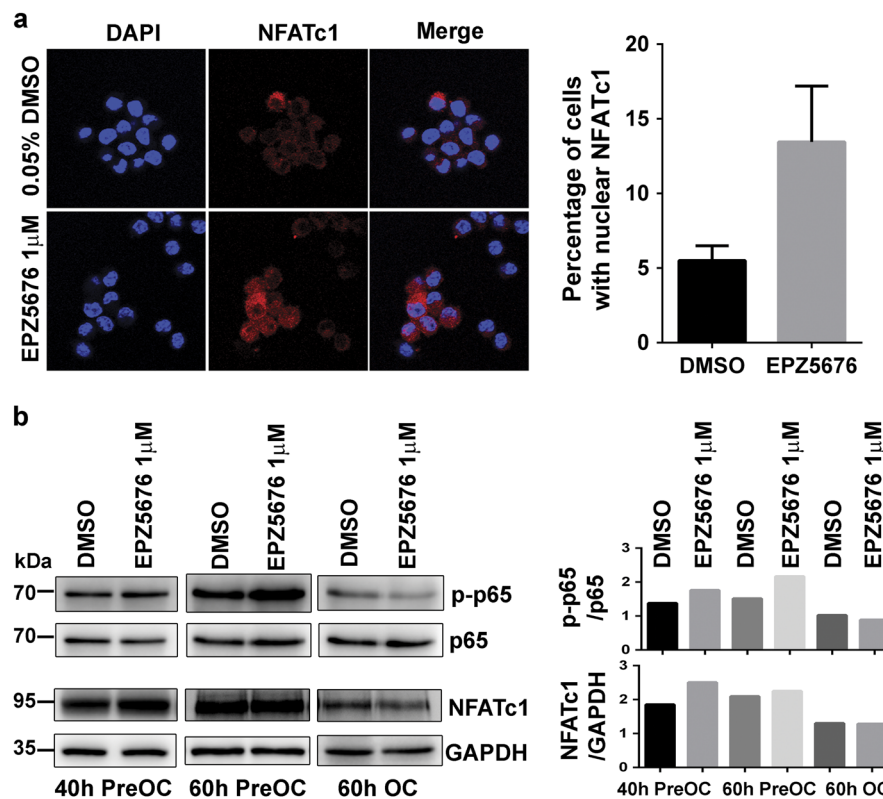 a
DAPI
NFATc1
Merge
0.05% DMSO
EPZ5676 1µM
Percentage of cells
with nuclear NFATc1
20
15
10
5
0
DMSO
EPZ5676
b
DMSO
EPZ5676 1µM
DMSO
EPZ5676 1µM
DMSO
EPZ5676 1µM
kDa
70
p-p65
70
p65
95
NFATc1
35
GAPDH
40h PreOC
60h PreOC
60h OC
DMSO
EPZ5676 1µM
DMSO
EPZ5676 1µM
DMSO
EPZ5676 1µM
p-p65
/p65
3
2
1
0
NFATc1
/GAPDH
3
2
1
0
40h PreOC
60h PreOC
60h OC